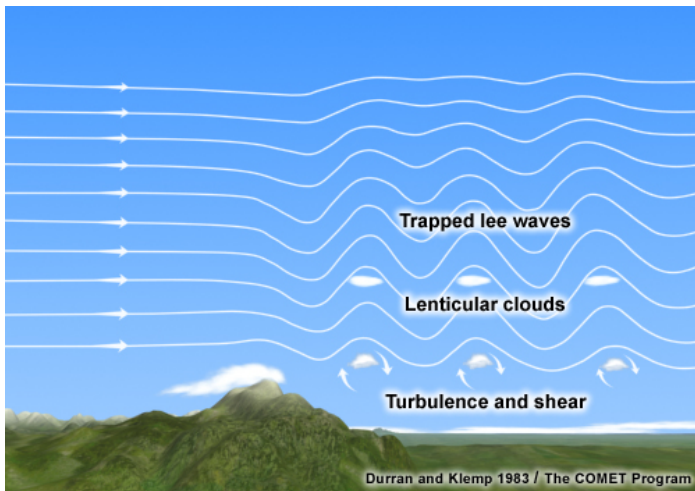 Trapped lee waves
Lenticular clouds
Turbulence and shear
Durran and Klemp 1983 / The COMET Program